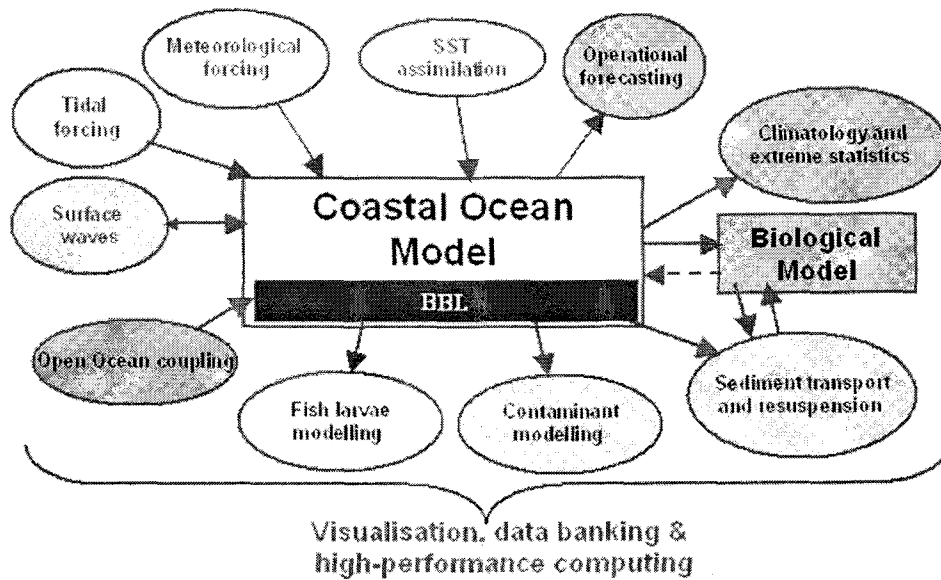 Meteorological
forcing
SST
assimilation
Operational
forecasting
Tidal
forcing
Climatology and
extreme statistics
Surface
waves
Coastal Ocean
Model
Biological
Model
BBL
Open Ocean coupling
Fish larvae
modelling
Contaminant
modelling
Sediment transport
and resuspension
Visualisation, data banking &
high-performance computing